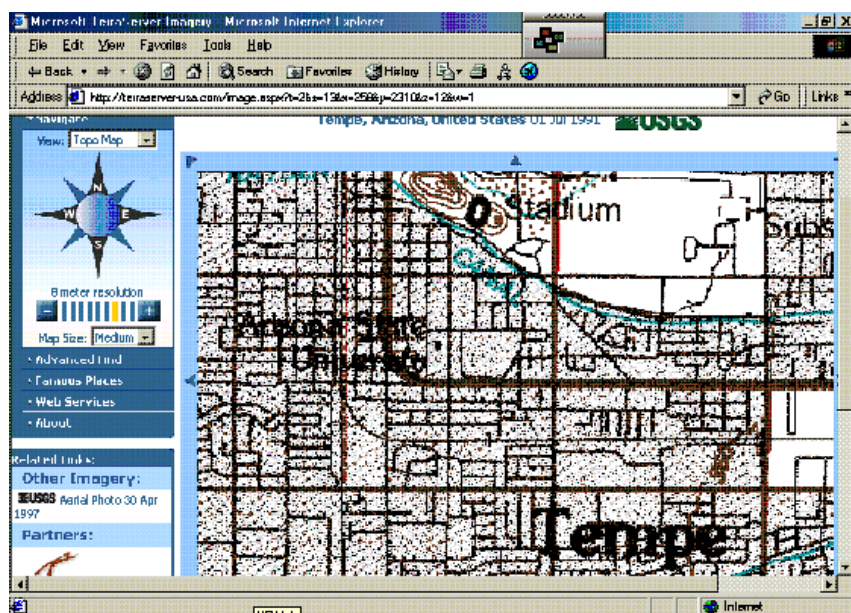 Microsoft TerraServer Imagery - Microsoft Internet Explorer
File Edit View Favorites Tools Help
Back Search Favorites History
Address http://terraserver-usa.com/image.aspx?t=2&s=13&x=258&y=2310&z=12&w=1 Go Links
Navigate
Tempe, Arizona, United States 01 Jul 1991 USGS
View: Topo Map
N
W E
S
8 meter resolution
Map Size: Medium
Advanced Find
Famous Places
Web Services
About
Related Links:
Other Imagery:
USGS Aerial Photo 30 Apr
1997
Partners:
Stadium
CANAL
Arizona State
University
Tempe
Internet